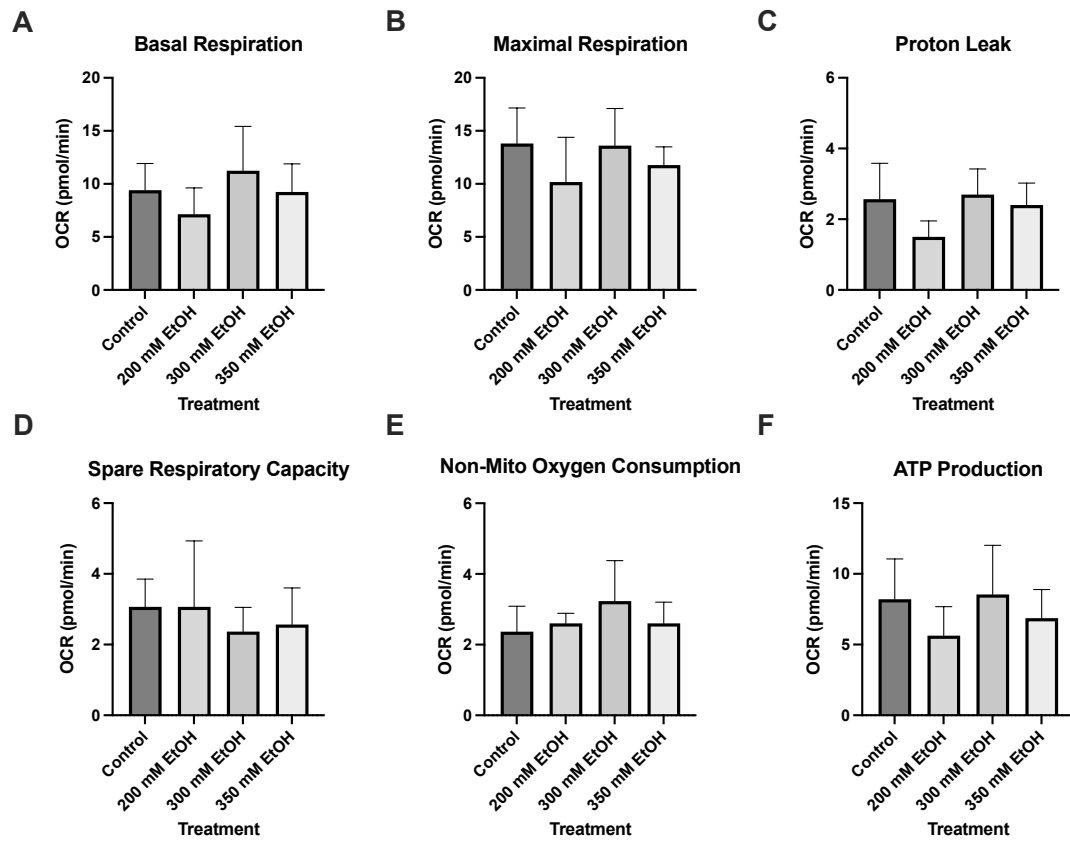 A
Basal Respiration
OCR (pmol/min)
20
15
10
5
0
Control
200 mM EtOH
300 mM EtOH
350 mM EtOH
Treatment
B
Maximal Respiration
OCR (pmol/min)
20
15
10
5
0
Control
200 mM EtOH
300 mM EtOH
350 mM EtOH
Treatment
C
Proton Leak
OCR (pmol/min)
6
4
2
0
Control
200 mM EtOH
300 mM EtOH
350 mM EtOH
Treatment
D
Spare Respiratory Capacity
OCR (pmol/min)
6
4
2
0
Control
200 mM EtOH
300 mM EtOH
350 mM EtOH
Treatment
E
Non-Mito Oxygen Consumption
OCR (pmol/min)
6
4
2
0
Control
200 mM EtOH
300 mM EtOH
350 mM EtOH
Treatment
F
ATP Production
OCR (pmol/min)
15
10
5
0
Control
200 mM EtOH
300 mM EtOH
350 mM EtOH
Treatment